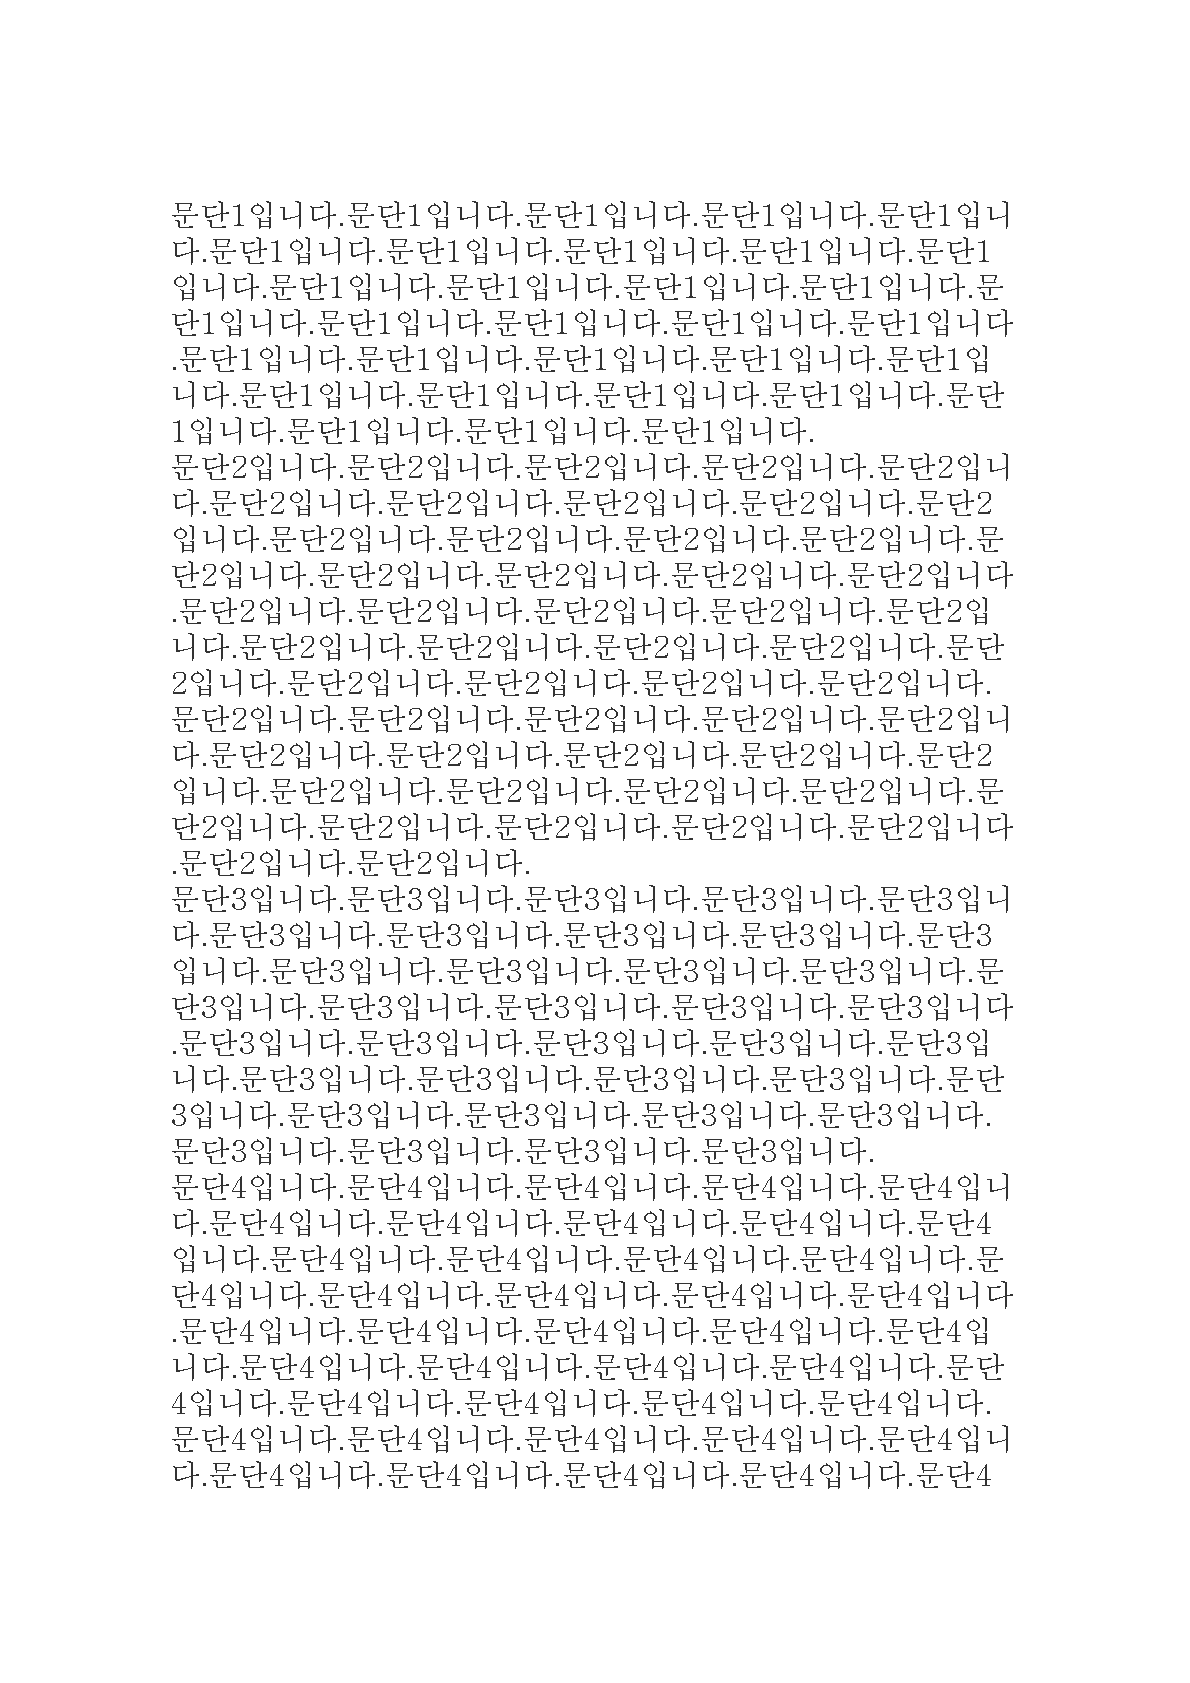 문단1입니다.문단1입니다.문단1입니다.문단1입니다.문단1입니
다.문단1입니다.문단1입니다.문단1입니다.문단1입니다.문단1
입니다.문단1입니다.문단1입니다.문단1입니다.문단1입니다.문
단1입니다.문단1입니다.문단1입니다.문단1입니다.문단1입니다
.문단1입니다.문단1입니다.문단1입니다.문단1입니다.문단1입
니다.문단1입니다.문단1입니다.문단1입니다.문단1입니다.문단
1입니다.문단1입니다.문단1입니다.문단1입니다.
문단2입니다.문단2입니다.문단2입니다.문단2입니다.문단2입니
다.문단2입니다.문단2입니다.문단2입니다.문단2입니다.문단2
입니다.문단2입니다.문단2입니다.문단2입니다.문단2입니다.문
단2입니다.문단2입니다.문단2입니다.문단2입니다.문단2입니다
.문단2입니다.문단2입니다.문단2입니다.문단2입니다.문단2입
니다.문단2입니다.문단2입니다.문단2입니다.문단2입니다.문단
2입니다.문단2입니다.문단2입니다.문단2입니다.문단2입니다.
문단2입니다.문단2입니다.문단2입니다.문단2입니다.문단2입니
다.문단2입니다.문단2입니다.문단2입니다.문단2입니다.문단2
입니다.문단2입니다.문단2입니다.문단2입니다.문단2입니다.문
단2입니다.문단2입니다.문단2입니다.문단2입니다.문단2입니다
.문단2입니다.문단2입니다.
문단3입니다.문단3입니다.문단3입니다.문단3입니다.문단3입니
다.문단3입니다.문단3입니다.문단3입니다.문단3입니다.문단3
입니다.문단3입니다.문단3입니다.문단3입니다.문단3입니다.문
단3입니다.문단3입니다.문단3입니다.문단3입니다.문단3입니다
.문단3입니다.문단3입니다.문단3입니다.문단3입니다.문단3입
니다.문단3입니다.문단3입니다.문단3입니다.문단3입니다.문단
3입니다.문단3입니다.문단3입니다.문단3입니다.문단3입니다.
문단3입니다.문단3입니다.문단3입니다.문단3입니다.
문단4입니다.문단4입니다.문단4입니다.문단4입니다.문단4입니
다.문단4입니다.문단4입니다.문단4입니다.문단4입니다.문단4
입니다.문단4입니다.문단4입니다.문단4입니다.문단4입니다.문
단4입니다.문단4입니다.문단4입니다.문단4입니다.문단4입니다
.문단4입니다.문단4입니다.문단4입니다.문단4입니다.문단4입
니다.문단4입니다.문단4입니다.문단4입니다.문단4입니다.문단
4입니다.문단4입니다.문단4입니다.문단4입니다.문단4입니다.
문단4입니다.문단4입니다.문단4입니다.문단4입니다.문단4입니
다.문단4입니다.문단4입니다.문단4입니다.문단4입니다.문단4